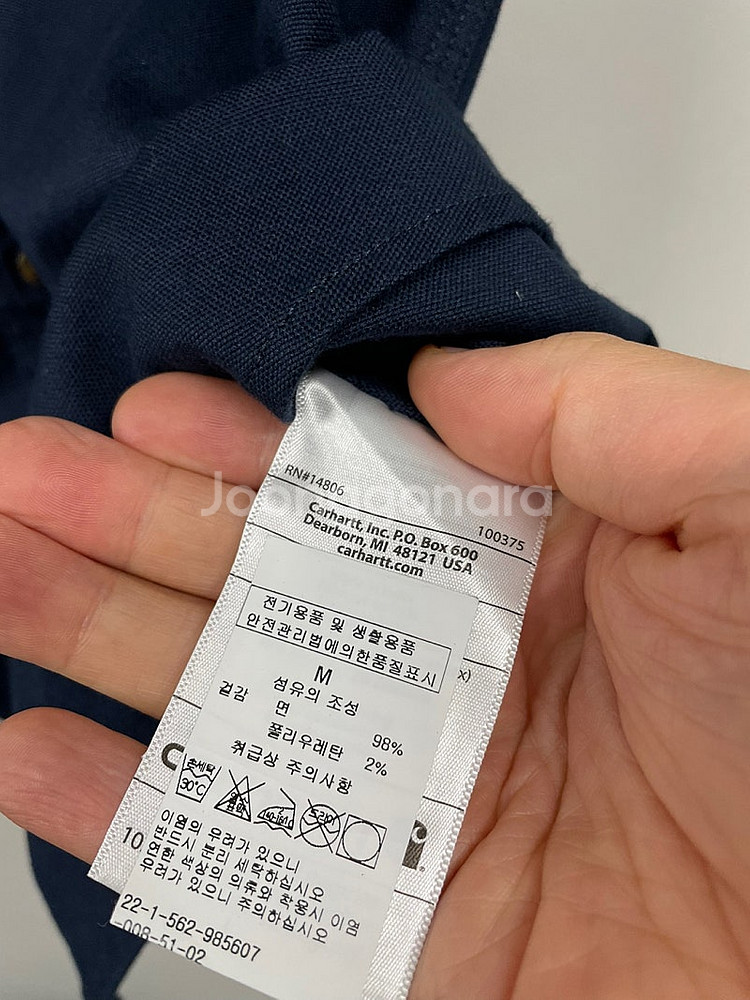 RN#14806
100375
Carhartt, Inc. P.O. Box 600
Dearborn, MI 48121 USA
carhartt.com
전기용품 및 생활용품
안전관리법에의한품질표시
x)
M
섬유의 조성
겉감 면 98%
폴리우레탄 2%
취급상 주의사항
손세탁
30°C
이염의 우려가 있으니
반드시 분리 세탁하십시오
연한 색상의 의류와 착용시 이염
우려가 있으니 주의하십시오
10
22-1-562-985607
-008-51-02